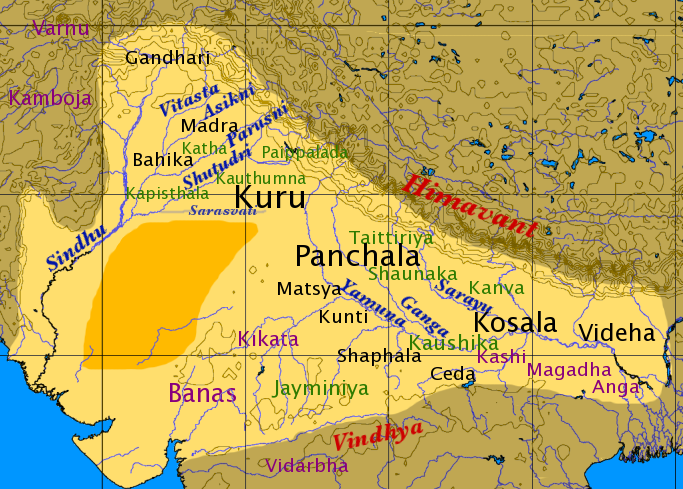 Varnu
Gandhari
Kamboja
Vitasta
Asikni
Parusni
Madra
Katha
Paippalada
Bahika
Shutudri
Kauthumna
Kapisthala
Kuru
Himavant
Sarasvati
Sindhu
Taittiriya
Panchala
Shaunaka
Matsya
Yamuna
Ganga
Sarayu
Kanva
Kunti
Kosala
Videha
Kikata
Kaushika
Shaphala
Kashi
Banas
Jayminiya
Ceda
Magadha
Anga
Vindhya
Vidarbha